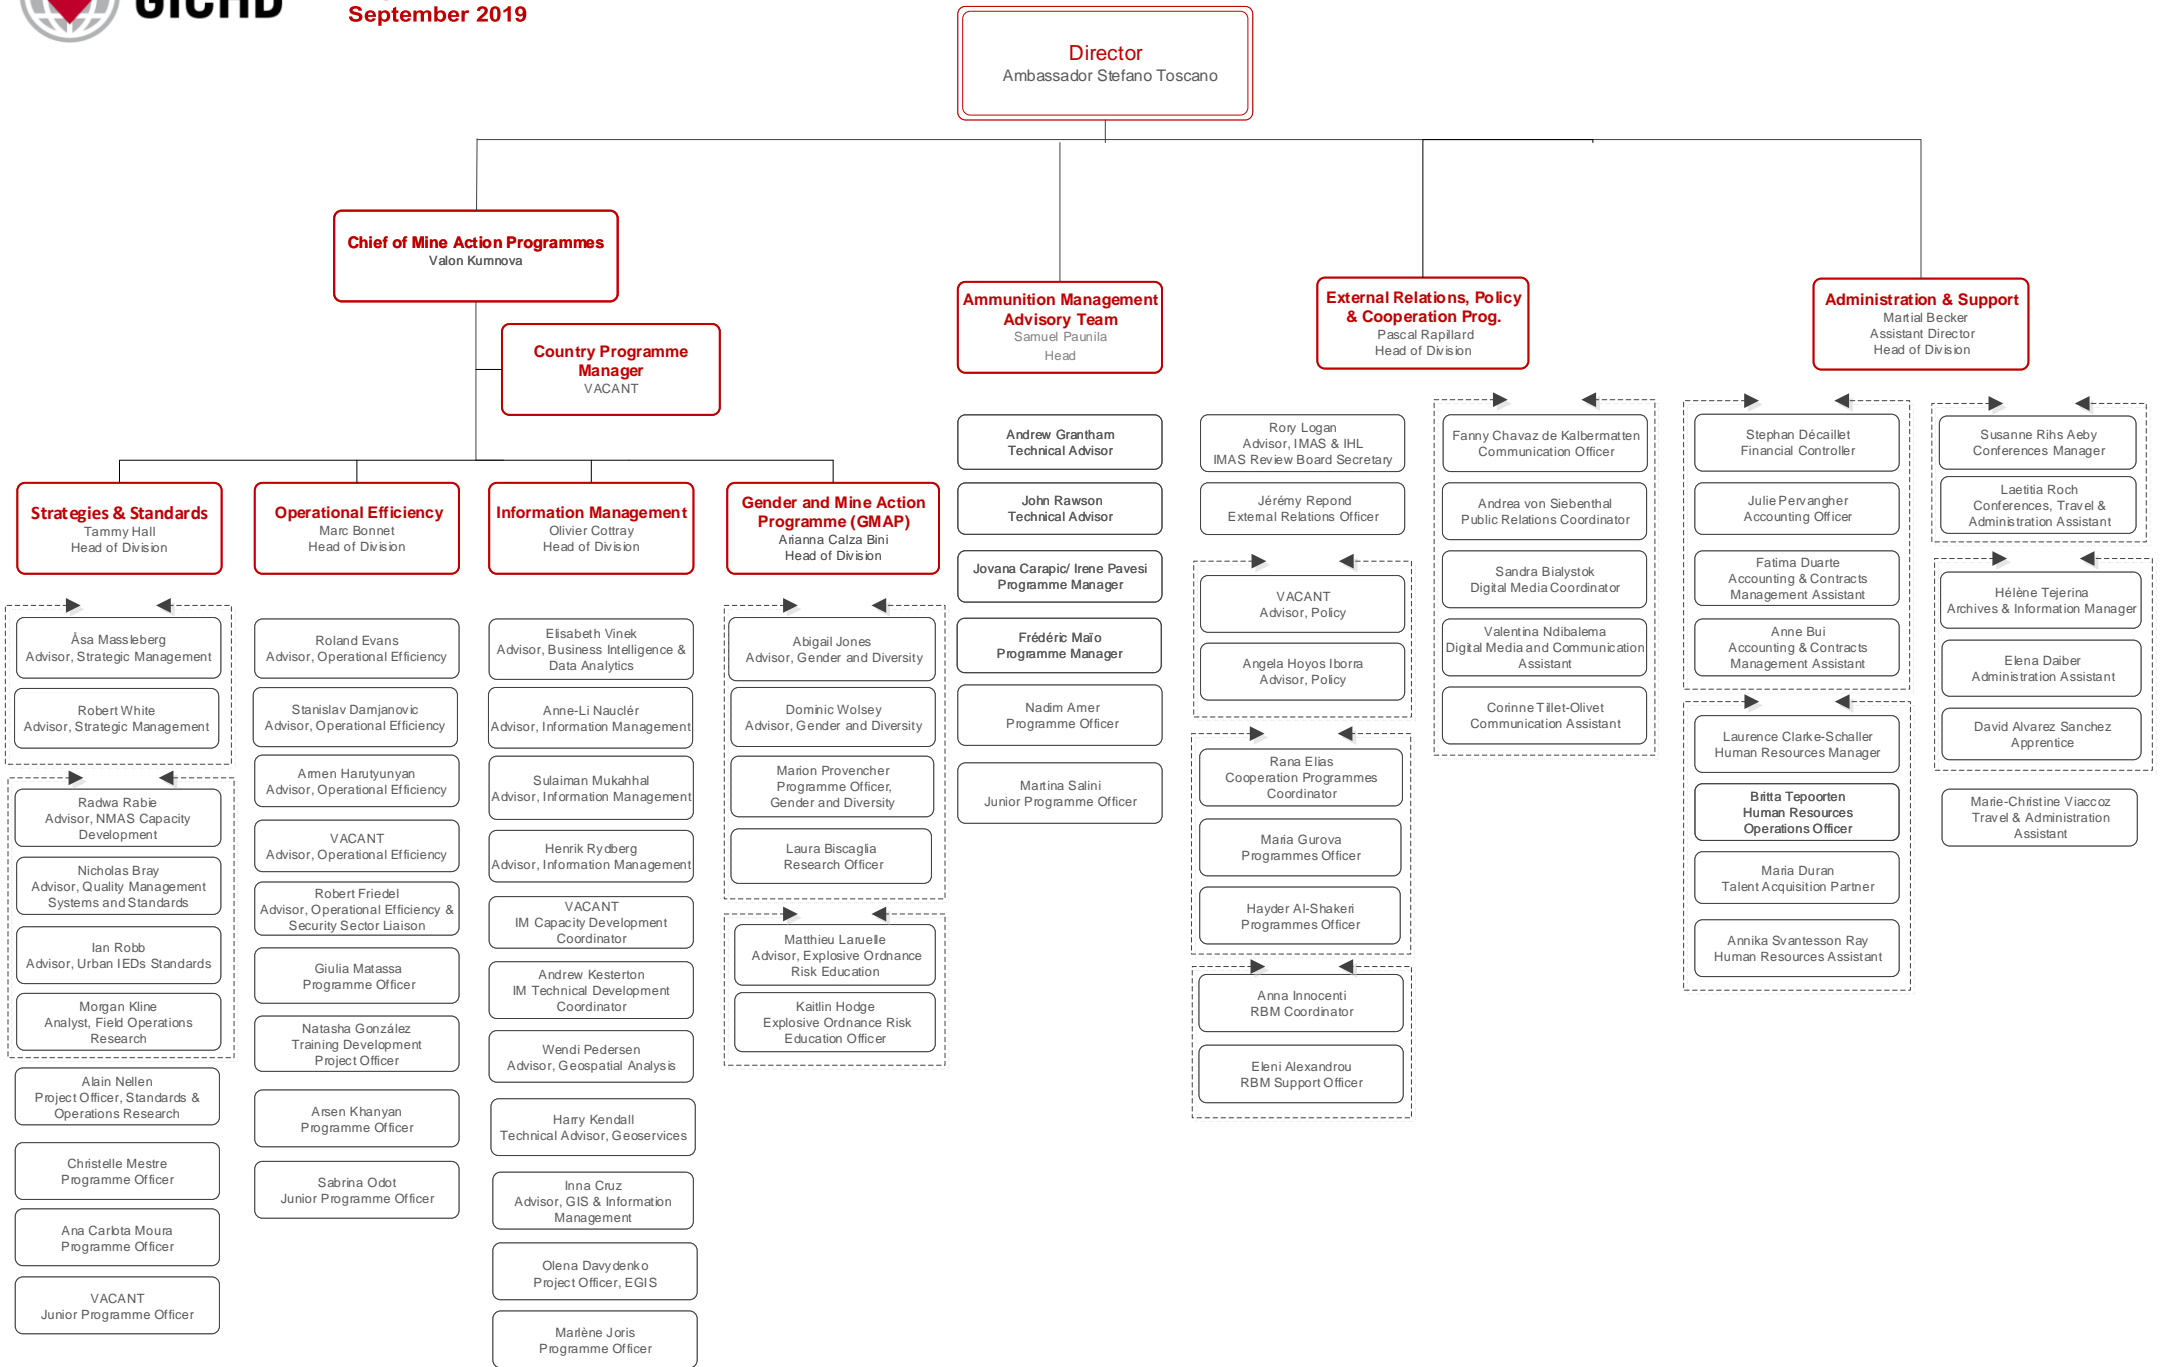 GICHD
September 2019
Director
Ambassador Stefano Toscano
Chief of Mine Action Programmes
Valon Kumnova
Country Programme
Manager
VACANT
Ammunition Management
Advisory Team
Samuel Paunila
Head
External Relations, Policy
& Cooperation Prog.
Pascal Rapillard
Head of Division
Administration & Support
Martial Becker
Assistant Director
Head of Division
Strategies & Standards
Tammy Hall
Head of Division
Operational Efficiency
Marc Bonnet
Head of Division
Information Management
Olivier Cottray
Head of Division
Gender and Mine Action
Programme (GMAP)
Arianna Calza Bini
Head of Division
Åsa Massleberg
Advisor, Strategic Management
Robert White
Advisor, Strategic Management
Radwa Rabie
Advisor, NMAS Capacity
Development
Nicholas Bray
Advisor, Quality Management
Systems and Standards
Ian Robb
Advisor, Urban IEDs Standards
Morgan Kline
Analyst, Field Operations
Research
Alain Nellen
Project Officer, Standards &
Operations Research
Christelle Mestre
Programme Officer
Ana Carlota Moura
Programme Officer
VACANT
Junior Programme Officer
Roland Evans
Advisor, Operational Efficiency
Stanislav Damjanovic
Advisor, Operational Efficiency
Armen Harutyunyan
Advisor, Operational Efficiency
VACANT
Advisor, Operational Efficiency
Robert Friedel
Advisor, Operational Efficiency &
Security Sector Liaison
Giulia Matassa
Programme Officer
Natasha González
Training Development
Project Officer
Arsen Khanyan
Programme Officer
Sabrina Odot
Junior Programme Officer
Elisabeth Vinek
Advisor, Business Intelligence &
Data Analytics
Anne-Li Nauclér
Advisor, Information Management
Sulaiman Mukahhal
Advisor, Information Management
Henrik Rydberg
Advisor, Information Management
VACANT
IM Capacity Development
Coordinator
Andrew Kesterton
IM Technical Development
Coordinator
Wendi Pedersen
Advisor, Geospatial Analysis
Harry Kendall
Technical Advisor, Geoservices
Inna Cruz
Advisor, GIS & Information
Management
Olena Davydenko
Project Officer, EGIS
Marlène Joris
Programme Officer
Abigail Jones
Advisor, Gender and Diversity
Dominic Wolsey
Advisor, Gender and Diversity
Marion Provencher
Programme Officer,
Gender and Diversity
Laura Biscaglia
Research Officer
Matthieu Laruelle
Advisor, Explosive Ordnance
Risk Education
Kaitlin Hodge
Explosive Ordnance Risk
Education Officer
Andrew Grantham
Technical Advisor
John Rawson
Technical Advisor
Jovana Carapic/ Irene Pavesi
Programme Manager
Frédéric Maïo
Programme Manager
Nadim Amer
Programme Officer
Martina Salini
Junior Programme Officer
Rory Logan
Advisor, IMAS & IHL
IMAS Review Board Secretary
Jérémy Repond
External Relations Officer
VACANT
Advisor, Policy
Angela Hoyos Iborra
Advisor, Policy
Rana Elias
Cooperation Programmes
Coordinator
Maria Gurova
Programmes Officer
Hayder Al-Shakeri
Programmes Officer
Anna Innocenti
RBM Coordinator
Eleni Alexandrou
RBM Support Officer
Fanny Chavaz de Kalbermatten
Communication Officer
Andrea von Siebenthal
Public Relations Coordinator
Sandra Bialystok
Digital Media Coordinator
Valentina Ndibalema
Digital Media and Communication
Assistant
Corinne Tillet-Olivet
Communication Assistant
Stephan Décaillet
Financial Controller
Julie Pervangher
Accounting Officer
Fatima Duarte
Accounting & Contracts
Management Assistant
Anne Bui
Accounting & Contracts
Management Assistant
Laurence Clarke-Schaller
Human Resources Manager
Britta Tepoorten
Human Resources
Operations Officer
Maria Duran
Talent Acquisition Partner
Annika Svantesson Ray
Human Resources Assistant
Susanne Rihs Aeby
Conferences Manager
Laetitia Roch
Conferences, Travel &
Administration Assistant
Hélène Tejerina
Archives & Information Manager
Elena Daiber
Administration Assistant
David Alvarez Sanchez
Apprentice
Marie-Christine Viaccoz
Travel & Administration
Assistant